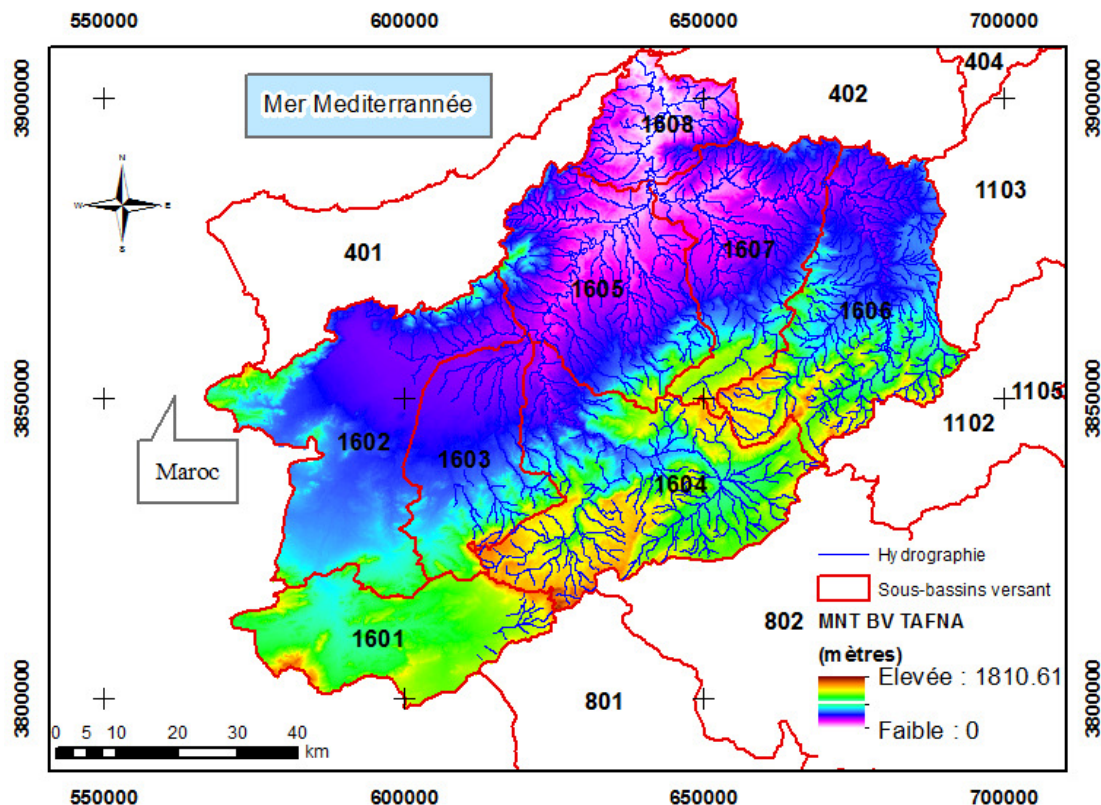 550000 600000 650000 700000
3900000
3850000
3800000
3900000
3850000
3800000
Mer Mediterrannée
N
W E
S
404
402
1608
1103
401
1607
1605
1606
1105
1102
1602
1603
1604
Maroc
1601
801
802
Hydrographie
Sous-bassins versant
MNT BV TAFNA
(mètres)
Elevée : 1810.61
Faible : 0
0 5 10 20 30 40
km
550000 600000 650000 700000